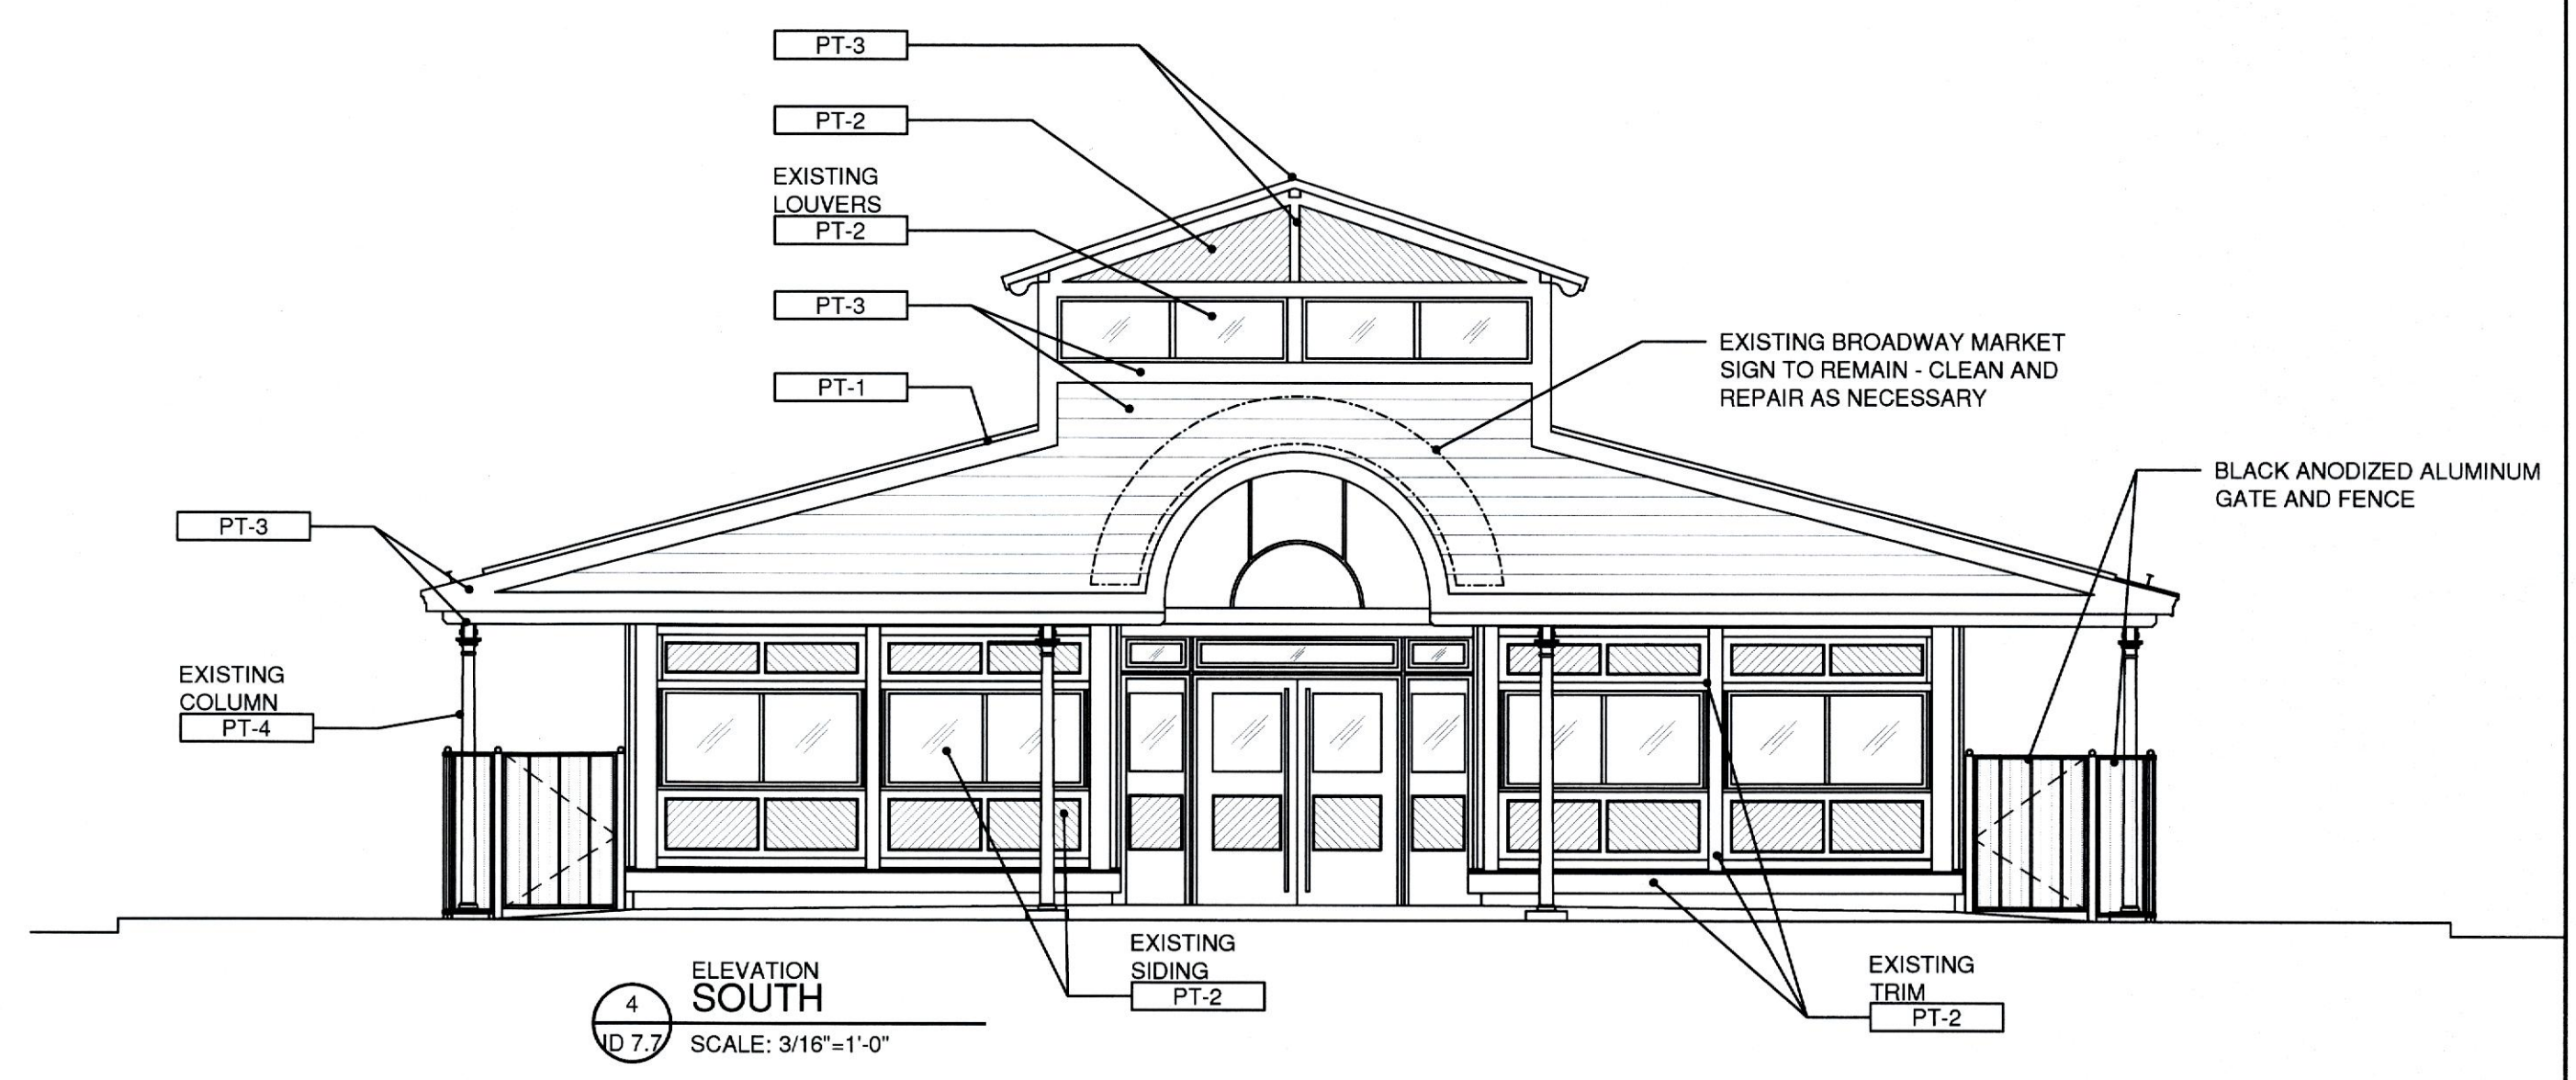 PT-3
PT-2
EXISTING
LOUVERS
PT-2
PT-3
PT-1
EXISTING BROADWAY MARKET
SIGN TO REMAIN - CLEAN AND
REPAIR AS NECESSARY
BLACK ANODIZED ALUMINUM
GATE AND FENCE
PT-3
EXISTING
COLUMN
PT-4
EXISTING
SIDING
PT-2
EXISTING
TRIM
PT-2
4
ID 7.7
ELEVATION
SOUTH
SCALE: 3/16"=1'-0"